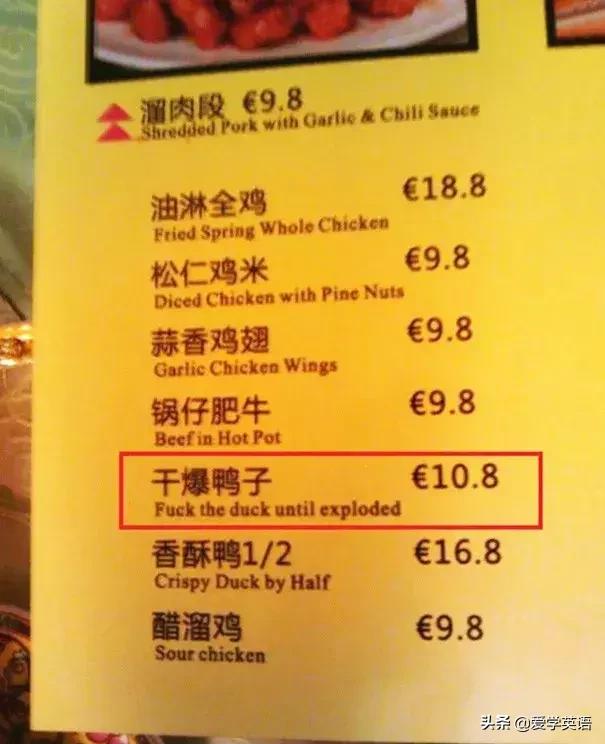 溜肉段 €9.8
Shredded Pork with Garlic & Chili Sauce
油淋全鸡 €18.8
Fried Spring Whole Chicken
松仁鸡米 €9.8
Diced Chicken with Pine Nuts
蒜香鸡翅 €9.8
Garlic Chicken Wings
锅仔肥牛 €9.8
Beef in Hot Pot
干爆鸭子 €10.8
Fuck the duck until exploded
香酥鸭1/2 €16.8
Crispy Duck by Half
醋溜鸡 €9.8
Sour chicken
头条 @爱学英语